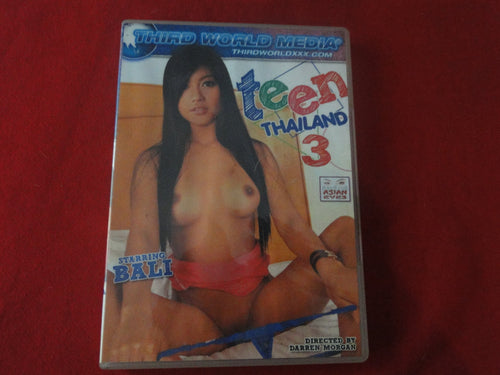 THIRD WORLD MEDIA
THIRDWORLDXXX.COM
teen
THAILAND
3
ASIAN
EYES
STARRING
BALI
DIRECTED BY
DARREN MORGAN